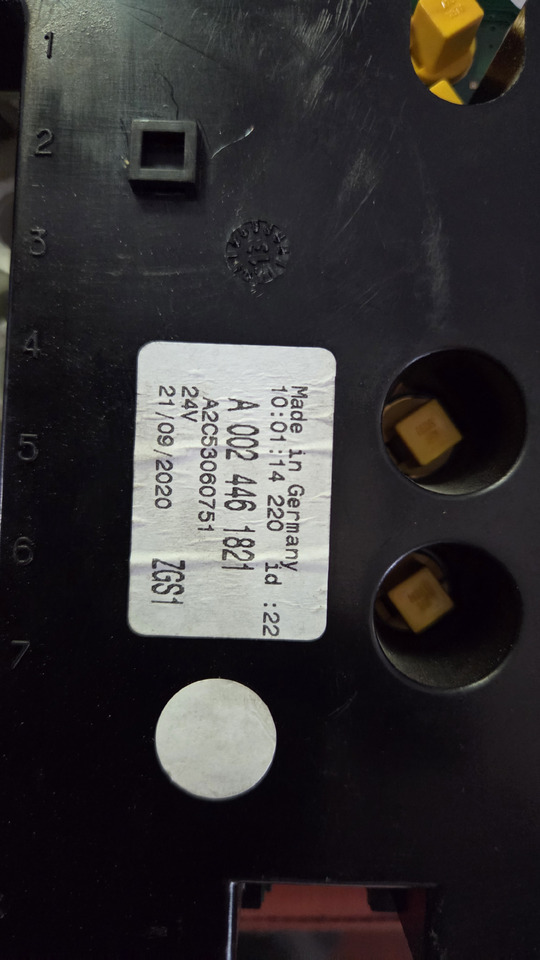 1
2
3
4
5
6
7
Made in Germany
10:01:14 220 id :22
A 002 446 1821
A2C53060751
24V
21/09/2020 ZGS1